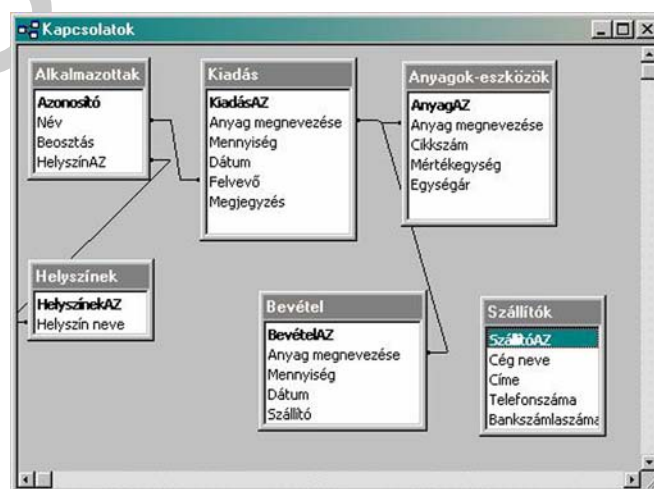 Kapcsolatok
Alkalmazottak
Azonosító
Név
Beosztás
HelyszínAZ
Kiadás
KiadásAZ
Anyag megnevezése
Mennyiség
Dátum
Felvevő
Megjegyzés
Anyagok-eszközök
AnyagAZ
Anyag megnevezése
Cikkszám
Mértékegység
Egységár
Helyszínek
HelyszínekAZ
Helyszín neve
Bevétel
BevételAZ
Anyag megnevezése
Mennyiség
Dátum
Szállító
Szállítók
SzállítóAZ
Cég neve
Címe
Telefonszáma
Bankszámlaszáma